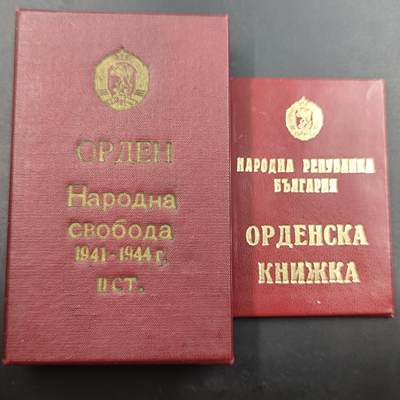 ОРДЕН
Народна
свобода
1941-1944 г.
II СТ.
НАРОДНА РЕПУБЛИКА
БЪЛГАРИЯ
ОРДЕНСКА
КНИЖКА